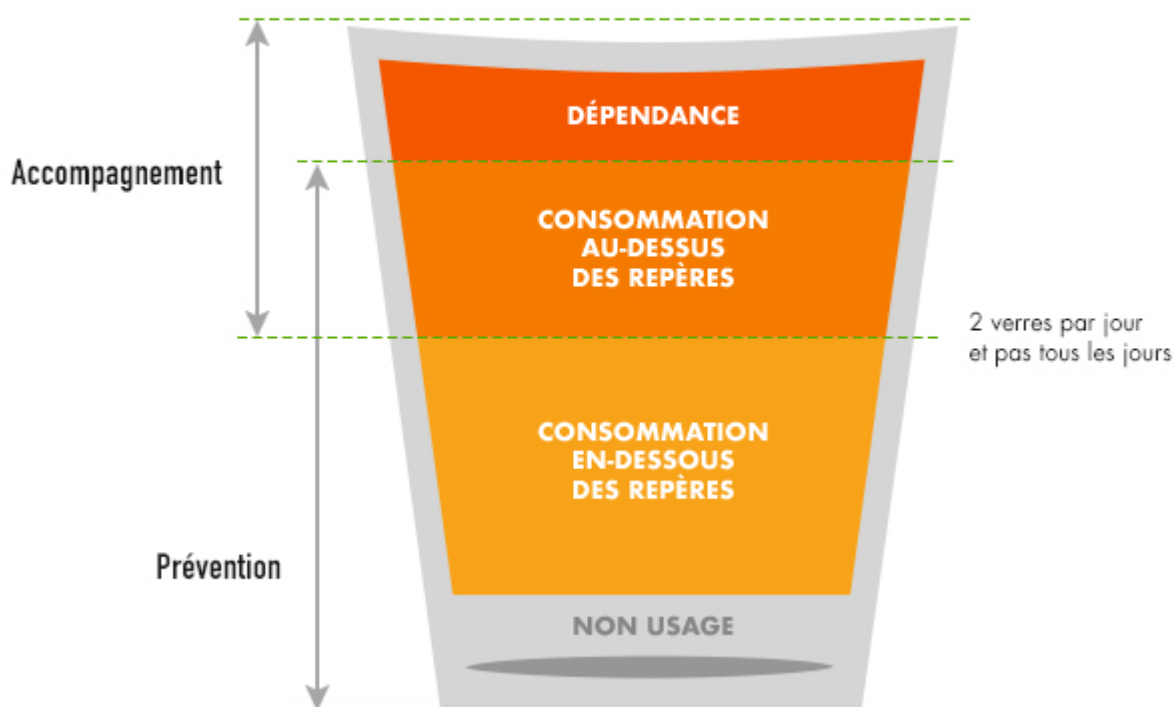 DÉPENDANCE
Accompagnement
CONSOMMATION
AU-DESSUS
DES REPÈRES
2 verres par jour
et pas tous les jours
CONSOMMATION
EN-DESSOUS
DES REPÈRES
Prévention
NON USAGE